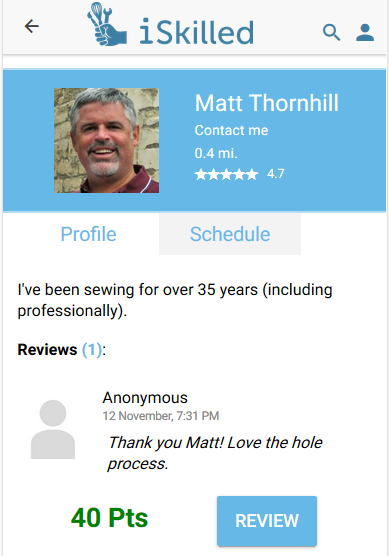 iSkilled
Matt Thornhill
Contact me
0.4 mi.
4.7
Profile
Schedule
I've been sewing for over 35 years (including
professionally).
Reviews (1):
Anonymous
12 November, 7:31 PM
Thank you Matt! Love the hole
process.
40 Pts
REVIEW